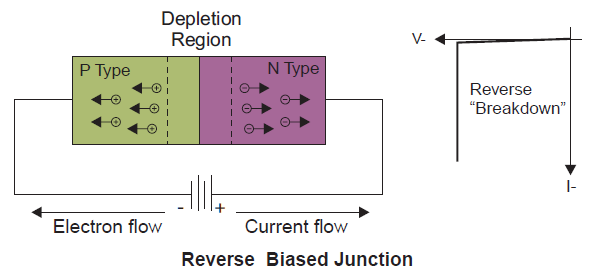 Depletion
Region
P Type
N Type
- +
Electron flow
Current flow
Reverse Biased Junction
V-
Reverse
“Breakdown”
I-